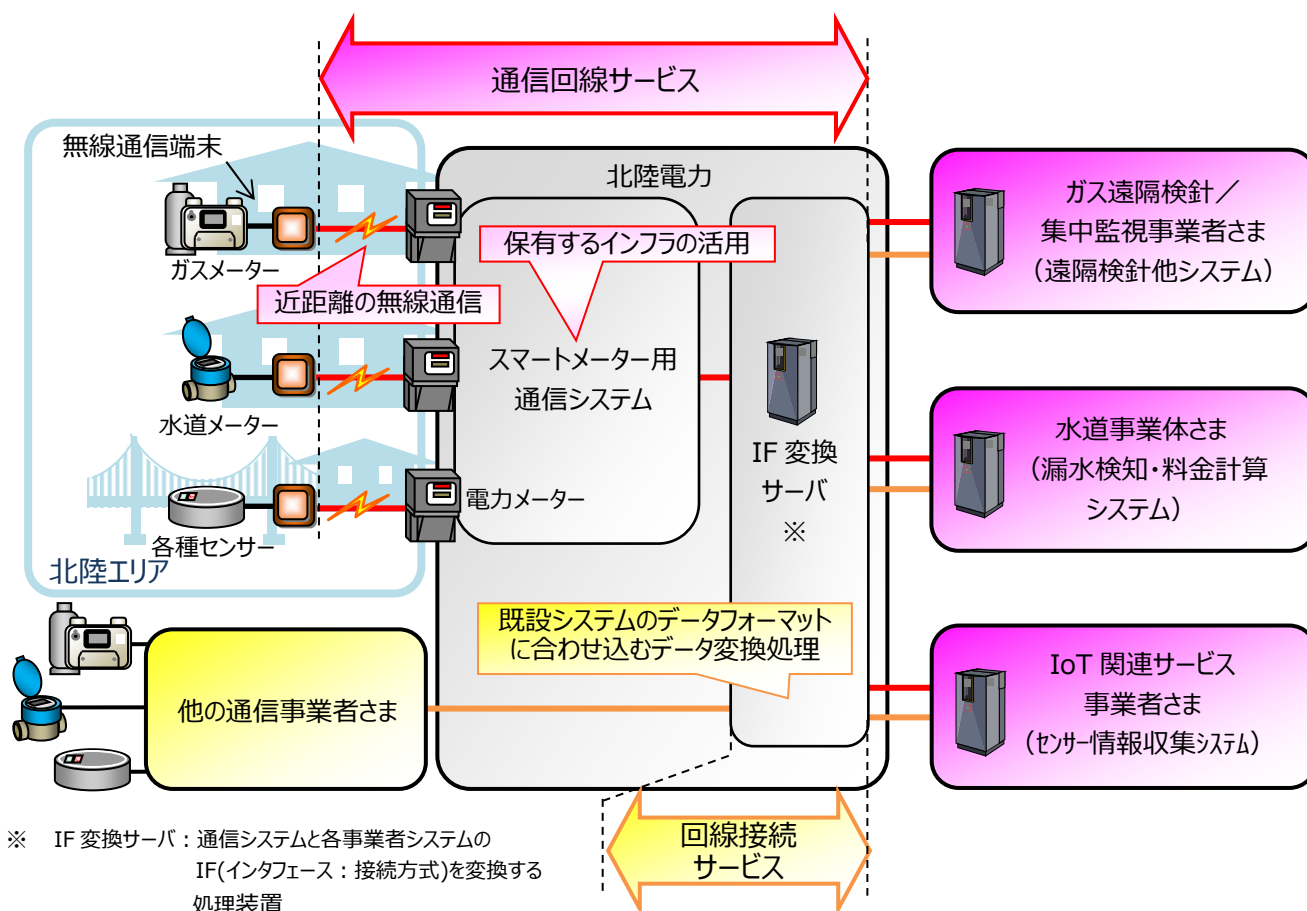 通信回線サービス
無線通信端末
ガスメーター
近距離の無線通信
水道メーター
各種センサー
北陸エリア
北陸電力
保有するインフラの活用
スマートメーター用
通信システム
電力メーター
IF 変換
サーバ
※
既設システムのデータフォーマット
に合わせ込むデータ変換処理
他の通信事業者さま
ガス遠隔検針／
集中監視事業者さま
（遠隔検針他システム）
水道事業体さま
（漏水検知・料金計算
システム）
IoT 関連サービス
事業者さま
（センサー情報収集システム）
回線接続
サービス
※ IF 変換サーバ：通信システムと各事業者システムの
IF(インタフェース：接続方式)を変換する
処理装置